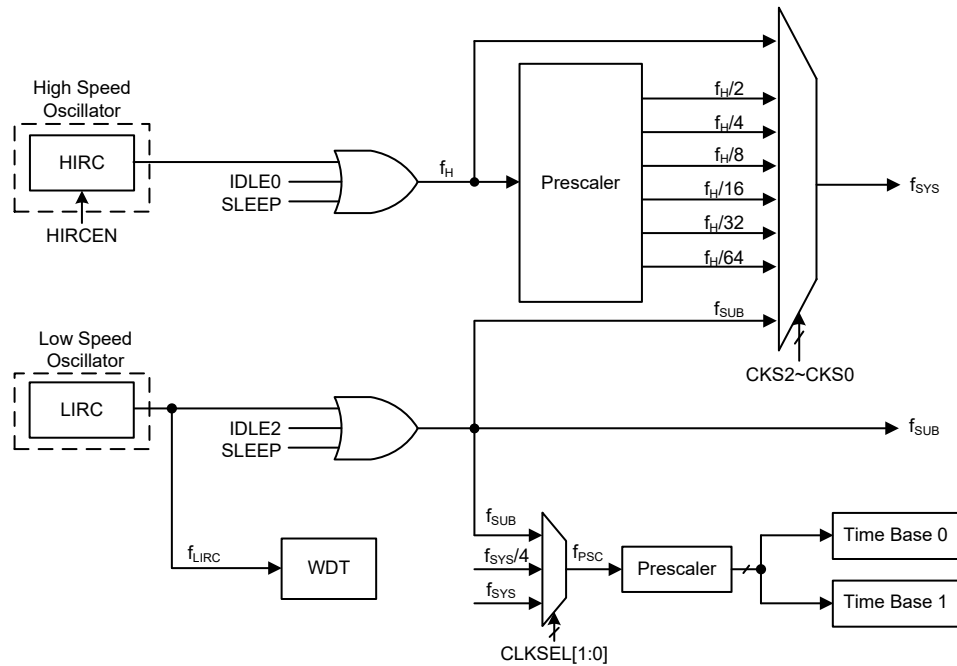 High Speed
Oscillator
HIRC
HIRCEN
IDLE0
SLEEP
fH
Prescaler
fH/2
fH/4
fH/8
fH/16
fH/32
fH/64
fSUB
CKS2~CKS0
fSYS
Low Speed
Oscillator
LIRC
IDLE2
SLEEP
fSUB
fLIRC
WDT
fSUB
fSYS/4
fSYS
CLKSEL[1:0]
fPSC
Prescaler
Time Base 0
Time Base 1